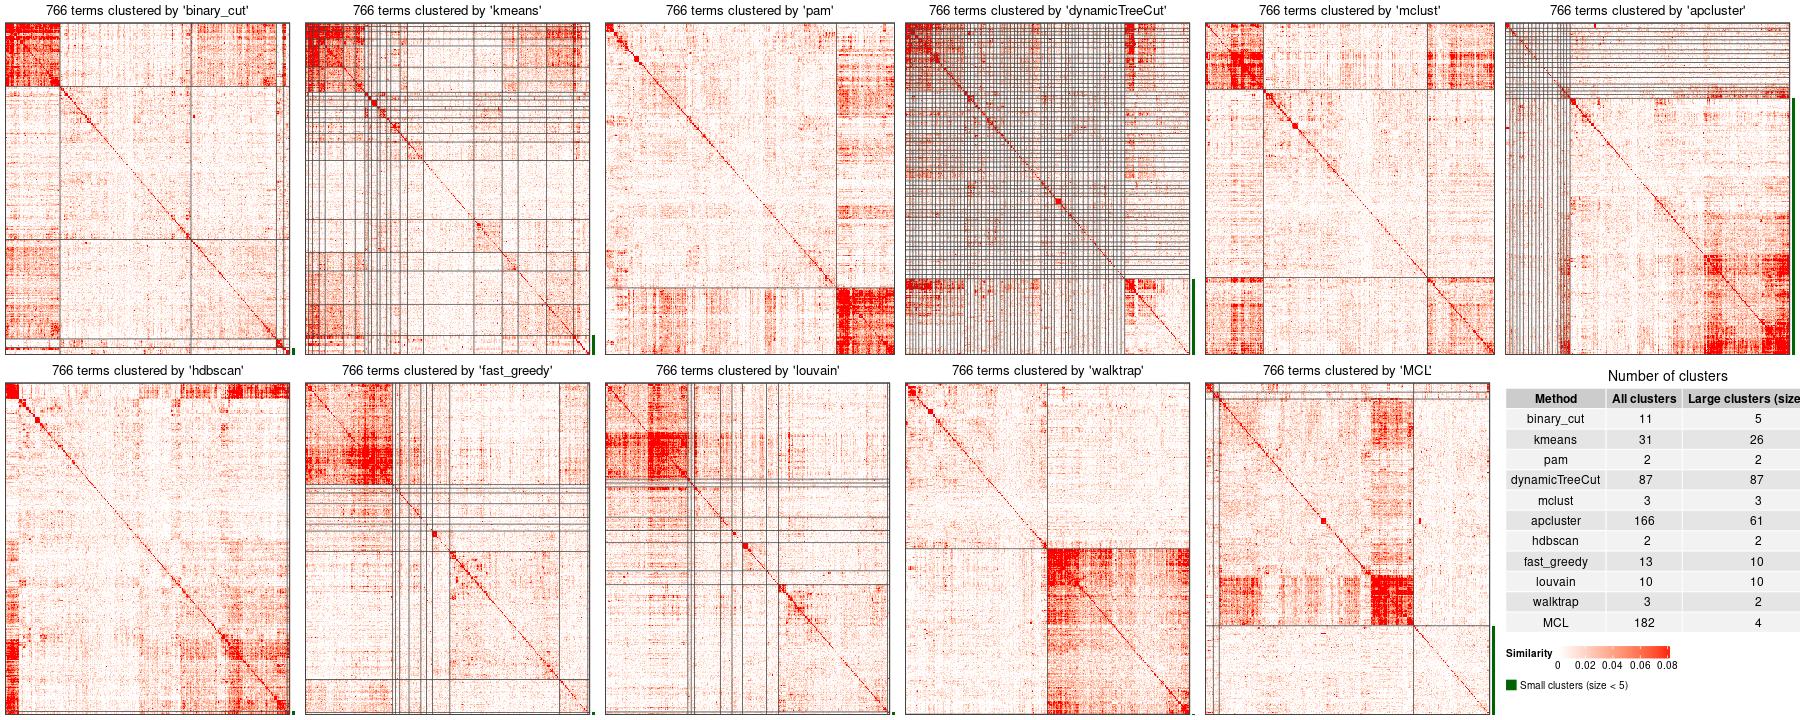 766 terms clustered by 'binary_cut'
766 terms clustered by 'kmeans'
766 terms clustered by 'pam'
766 terms clustered by 'dynamicTreeCut'
766 terms clustered by 'mclust'
766 terms clustered by 'apcluster'
766 terms clustered by 'hdbscan'
766 terms clustered by 'fast_greedy'
766 terms clustered by 'louvain'
766 terms clustered by 'walktrap'
766 terms clustered by 'MCL'
Number of clusters
Method All clusters Large clusters (size
binary_cut 11 5
kmeans 31 26
pam 2 2
dynamicTreeCut 87 87
mclust 3 3
apcluster 166 61
hdbscan 2 2
fast_greedy 13 10
louvain 10 10
walktrap 3 2
MCL 182 4
Similarity
0 0.02 0.04 0.06 0.08
Small clusters (size < 5)